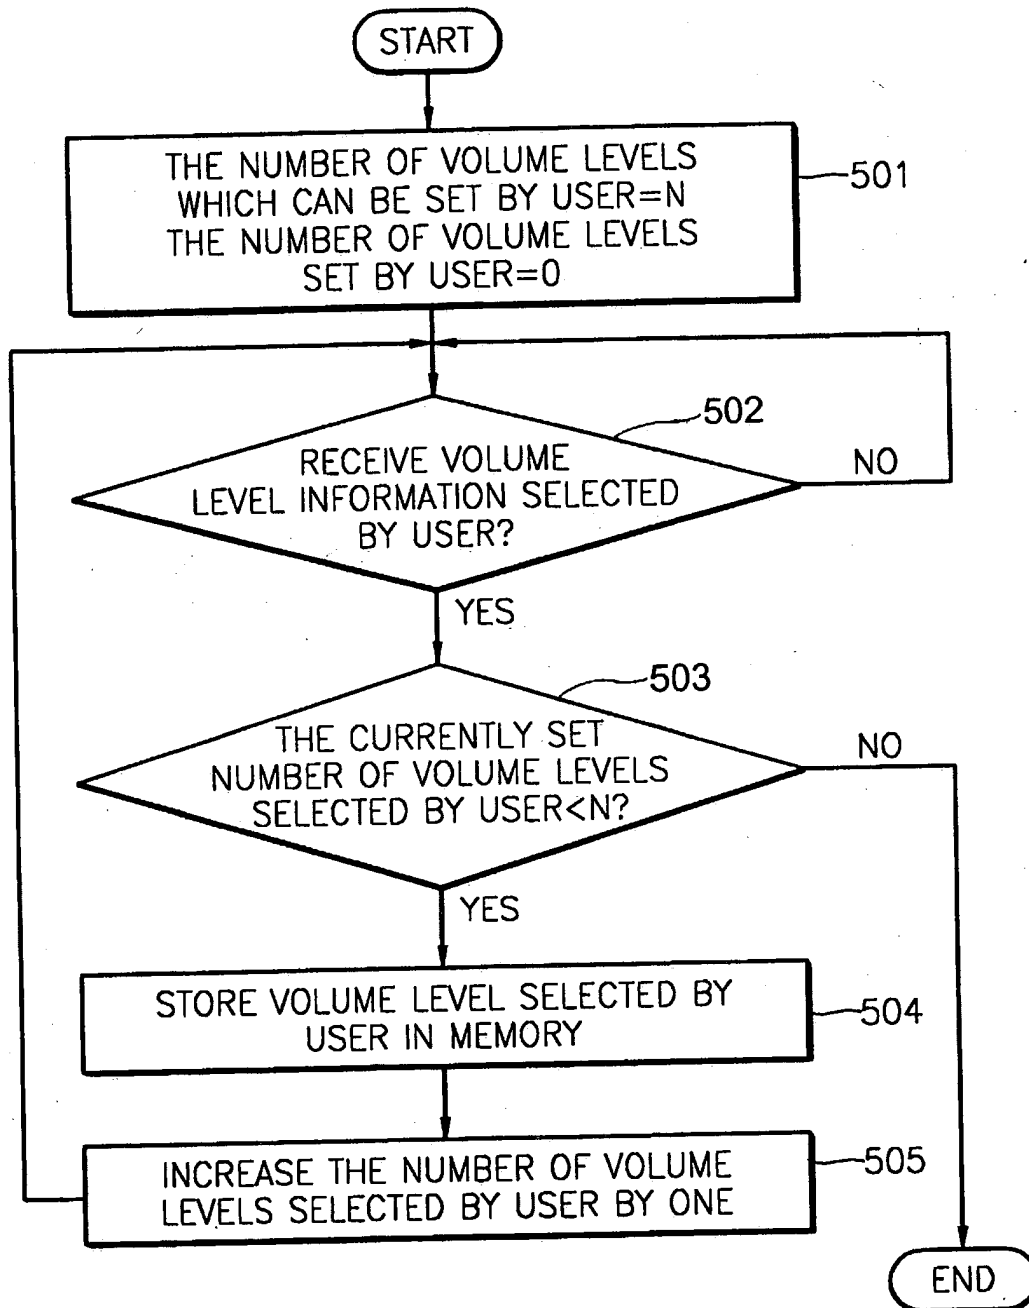 START
THE NUMBER OF VOLUME LEVELS
WHICH CAN BE SET BY USER=N
THE NUMBER OF VOLUME LEVELS
SET BY USER=0
501
502
RECEIVE VOLUME
LEVEL INFORMATION SELECTED
BY USER?
NO
YES
503
THE CURRENTLY SET
NUMBER OF VOLUME LEVELS
SELECTED BY USER<N?
NO
YES
STORE VOLUME LEVEL SELECTED BY
USER IN MEMORY
504
INCREASE THE NUMBER OF VOLUME
LEVELS SELECTED BY USER BY ONE
505
END